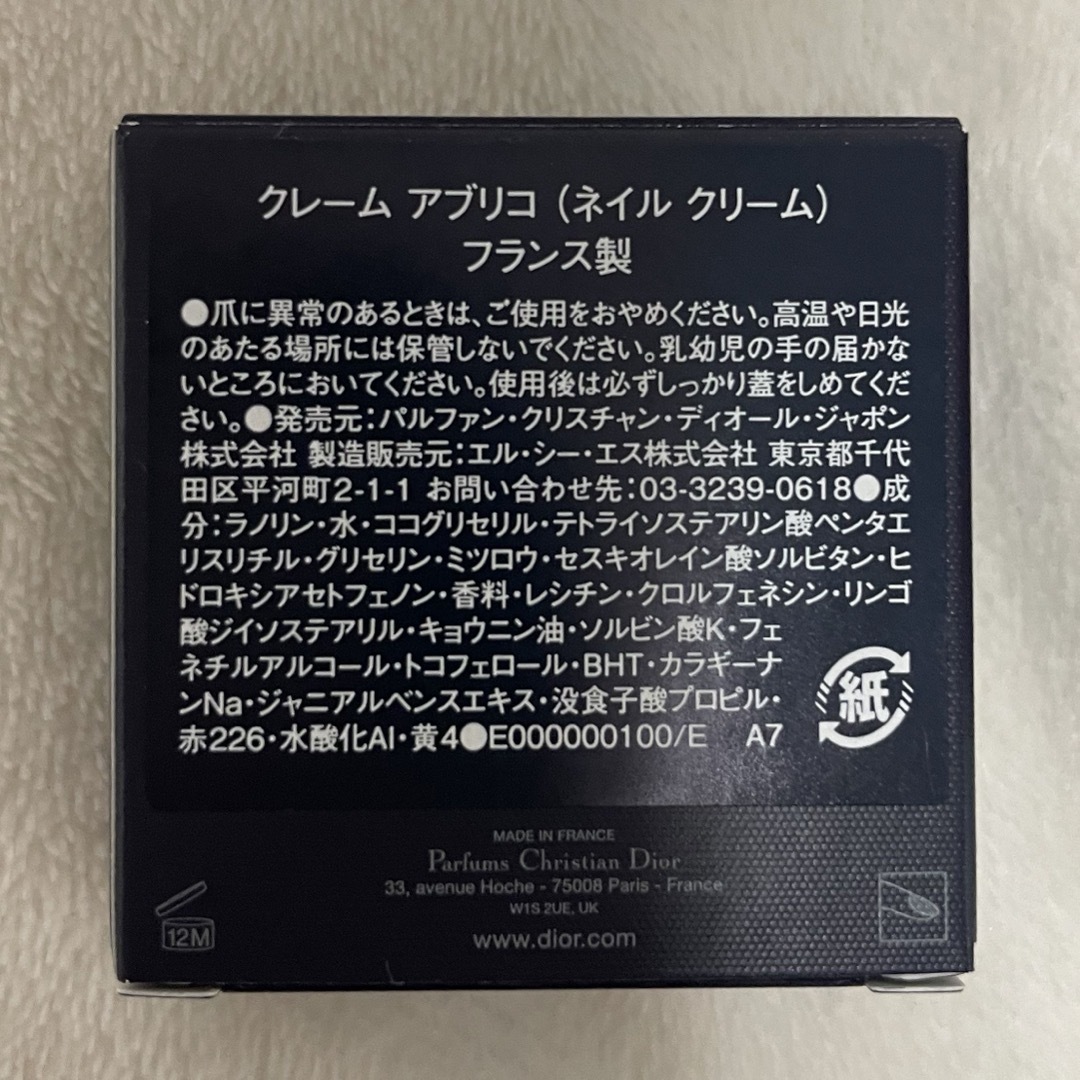 クレーム アブリコ（ネイル クリーム）
フランス製
●爪に異常のあるときは、ご使用をおやめください。高温や日光
のあたる場所には保管しないでください。乳幼児の手の届かな
いところにおいてください。使用後は必ずしっかり蓋をしめてくだ
さい。●発売元：パルファン・クリスチャン・ディオール・ジャポン
株式会社 製造販売元：エル・シー・エス株式会社 東京都千代
田区平河町2-1-1 お問い合わせ先：03-3239-0618●成
分：ラノリン・水・ココグリセリル・テトライソステアリン酸ペンタエ
リスリチル・グリセリン・ミツロウ・セスキオレイン酸ソルビタン・ヒ
ドロキシアセトフェノン・香料・レシチン・クロルフェネシン・リンゴ
酸ジイソステアリル・キョウニン油・ソルビン酸K・フェ
ネチルアルコール・トコフェロール・BHT・カラギーナ
ンNa・ジャニアルベンスエキス・没食子酸プロピル・
赤226・水酸化Al・黄4●E000000100/E A7
紙
MADE IN FRANCE
Parfums Christian Dior
33, avenue Hoche - 75008 Paris - France
W1S 2UE, UK
www.dior.com
12M